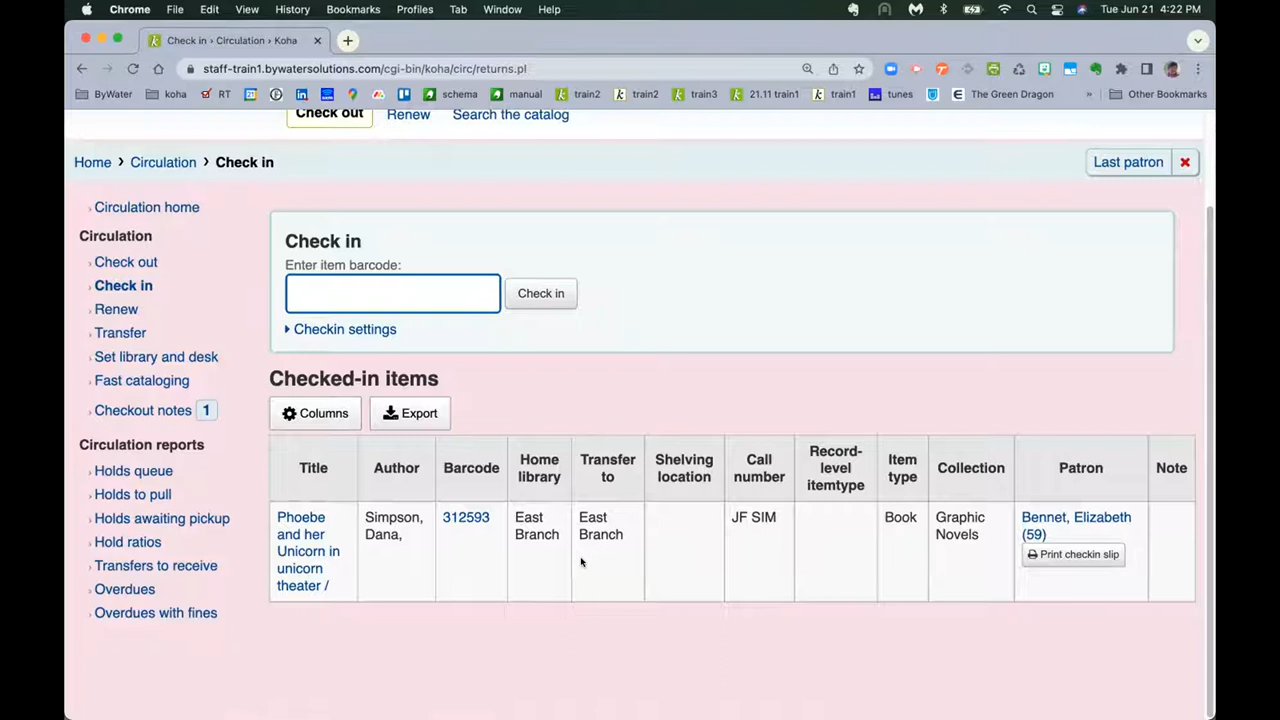 Chrome File Edit View History Bookmarks Profiles Tab Window Help Tue Jun 21 4:22 PM
Check in › Circulation › Koha
staff-train1.bywatersolutions.com/cgi-bin/koha/circ/returns.pl
ByWater koha RT schema manual train2 train2 train3 21.11 train1 train1 tunes The Green Dragon » Other Bookmarks
Check out Renew Search the catalog
Home › Circulation › Check in Last patron
Circulation home
Circulation
Check out
Check in
Renew
Transfer
Set library and desk
Fast cataloging
Checkout notes 1
Circulation reports
Holds queue
Holds to pull
Holds awaiting pickup
Hold ratios
Transfers to receive
Overdues
Overdues with fines
Check in
Enter item barcode:
Check in
Checkin settings
Checked-in items
Columns Export
Title Author Barcode Home library Transfer to Shelving location Call number Record-level itemtype Item type Collection Patron Note
Phoebe and her Unicorn in unicorn theater / Simpson, Dana, 312593 East Branch East Branch JF SIM Book Graphic Novels Bennet, Elizabeth (59)
Print checkin slip